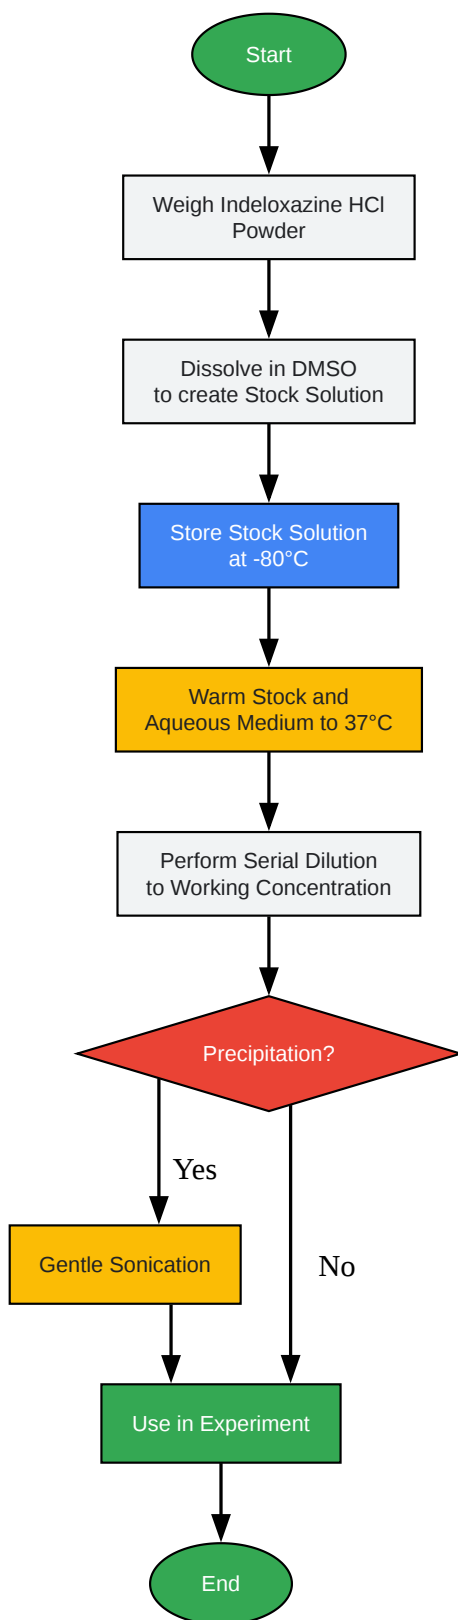 Start
Weigh Indeloxazine HCl
Powder
Dissolve in DMSO
to create Stock Solution
Store Stock Solution
at -80°C
Warm Stock and
Aqueous Medium to 37°C
Perform Serial Dilution
to Working Concentration
Precipitation?
Yes
Gentle Sonication
No
Use in Experiment
End